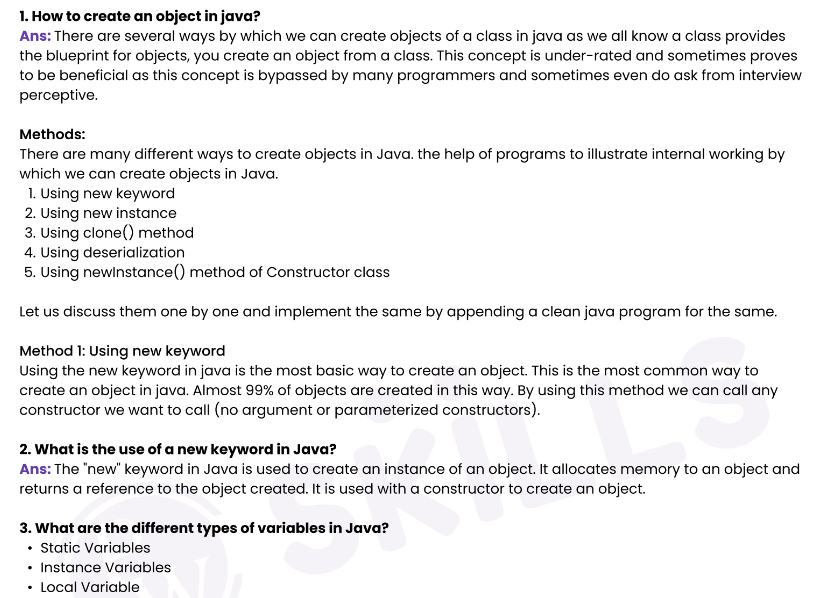 1. How to create an object in java?
Ans: There are several ways by which we can create objects of a class in java as we all know a class provides
the blueprint for objects, you create an object from a class. This concept is under-rated and sometimes proves
to be beneficial as this concept is bypassed by many programmers and sometimes even do ask from interview
perceptive.
Methods:
There are many different ways to create objects in Java. the help of programs to illustrate internal working by
which we can create objects in Java.
1. Using new keyword
2. Using new instance
3. Using clone() method
4. Using deserialization
5. Using newInstance() method of Constructor class
Let us discuss them one by one and implement the same by appending a clean java program for the same.
Method 1: Using new keyword
Using the new keyword in java is the most basic way to create an object. This is the most common way to
create an object in java. Almost 99% of objects are created in this way. By using this method we can call any
constructor we want to call (no argument or parameterized constructors).
2. What is the use of a new keyword in Java?
Ans: The "new" keyword in Java is used to create an instance of an object. It allocates memory to an object and
returns a reference to the object created. It is used with a constructor to create an object.
3. What are the different types of variables in Java?
• Static Variables
• Instance Variables
• Local Variable
SKILLS